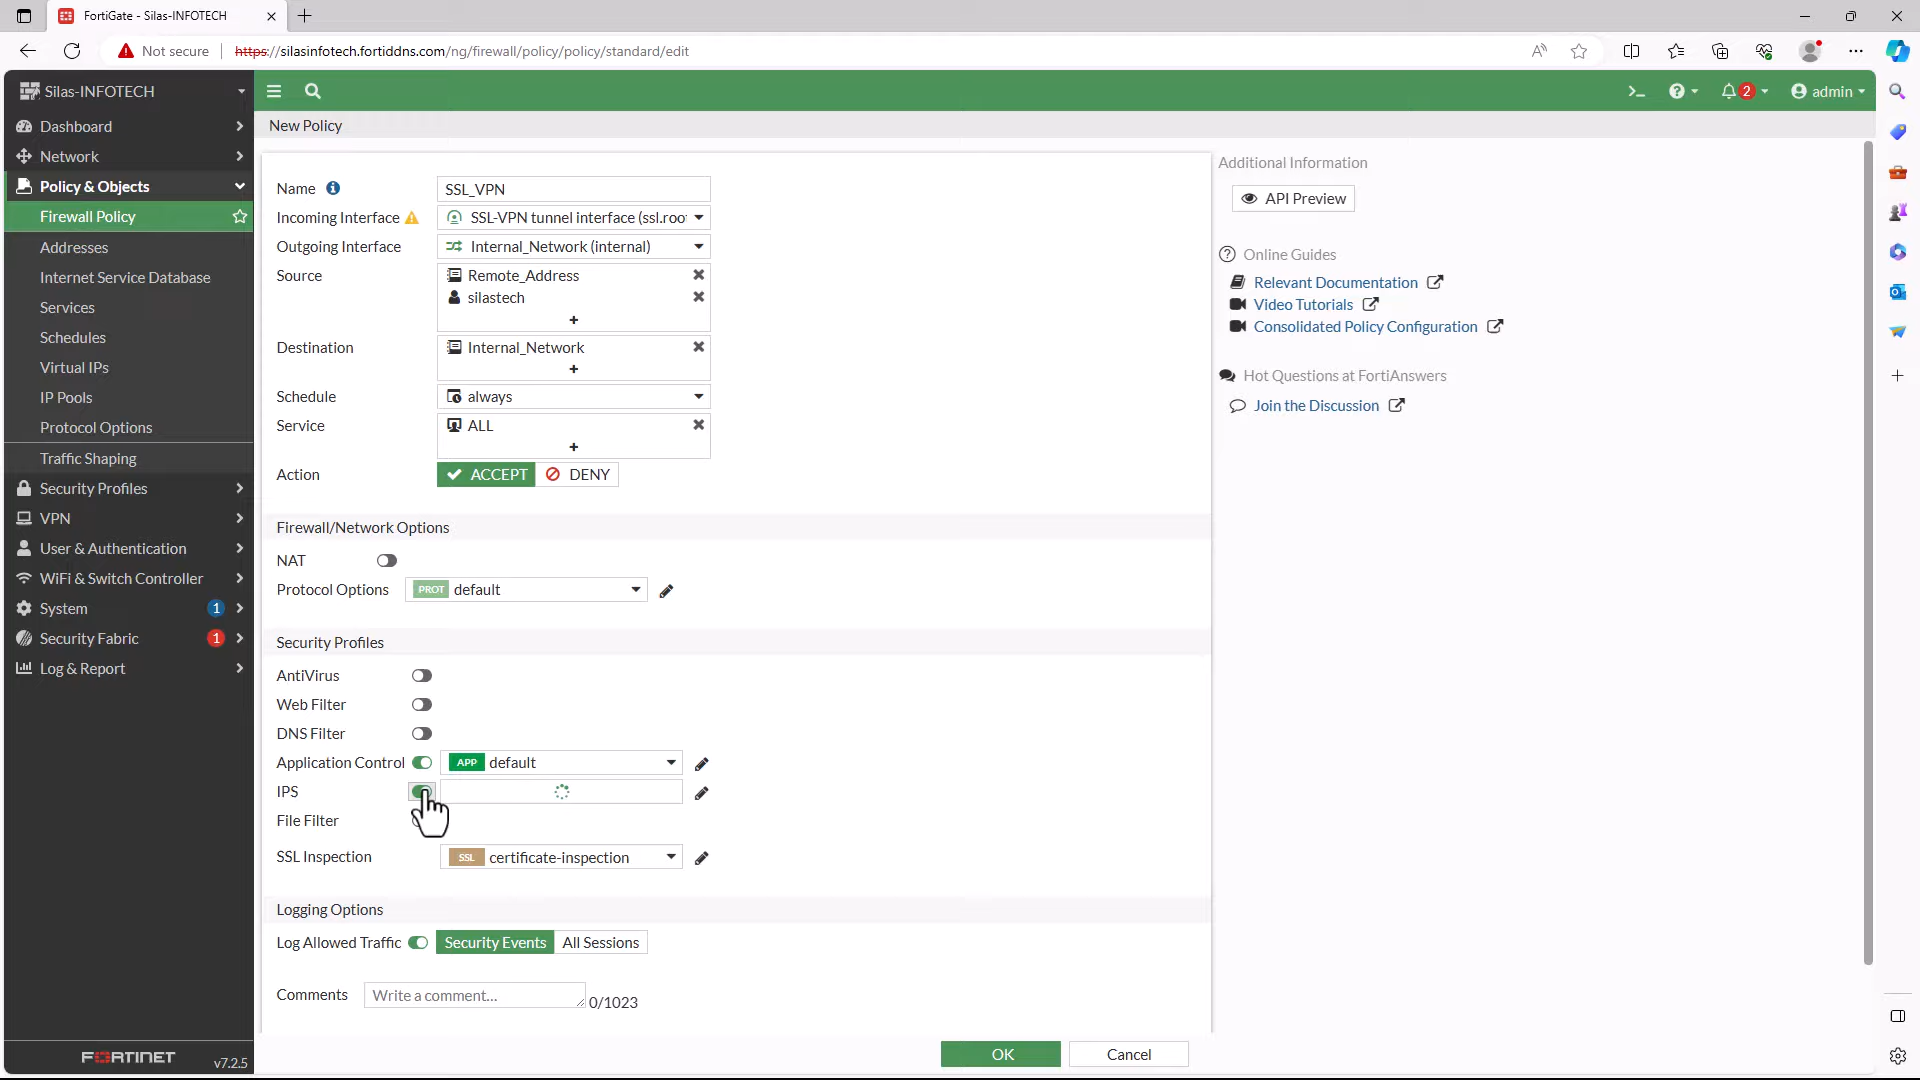 FortiGate - Silas-INFOTECH
Not secure https://silasinfotech.fortiddns.com/ng/firewall/policy/policy/standard/edit
Silas-INFOTECH
2 admin
Dashboard
Network
Policy & Objects
Firewall Policy
Addresses
Internet Service Database
Services
Schedules
Virtual IPs
IP Pools
Protocol Options
Traffic Shaping
Security Profiles
VPN
User & Authentication
WiFi & Switch Controller
System 1
Security Fabric 1
Log & Report
FORTINET v7.2.5
New Policy
Name SSL_VPN
Incoming Interface SSL-VPN tunnel interface (ssl.roo
Outgoing Interface Internal_Network (internal)
Source Remote_Address
silastech
+
Destination Internal_Network
+
Schedule always
Service ALL
+
Action ACCEPT DENY
Firewall/Network Options
NAT
Protocol Options PROT default
Security Profiles
AntiVirus
Web Filter
DNS Filter
Application Control APP default
IPS
File Filter
SSL Inspection SSL certificate-inspection
Logging Options
Log Allowed Traffic Security Events All Sessions
Comments Write a comment... 0/1023
OK Cancel
Additional Information
API Preview
Online Guides
Relevant Documentation
Video Tutorials
Consolidated Policy Configuration
Hot Questions at FortiAnswers
Join the Discussion